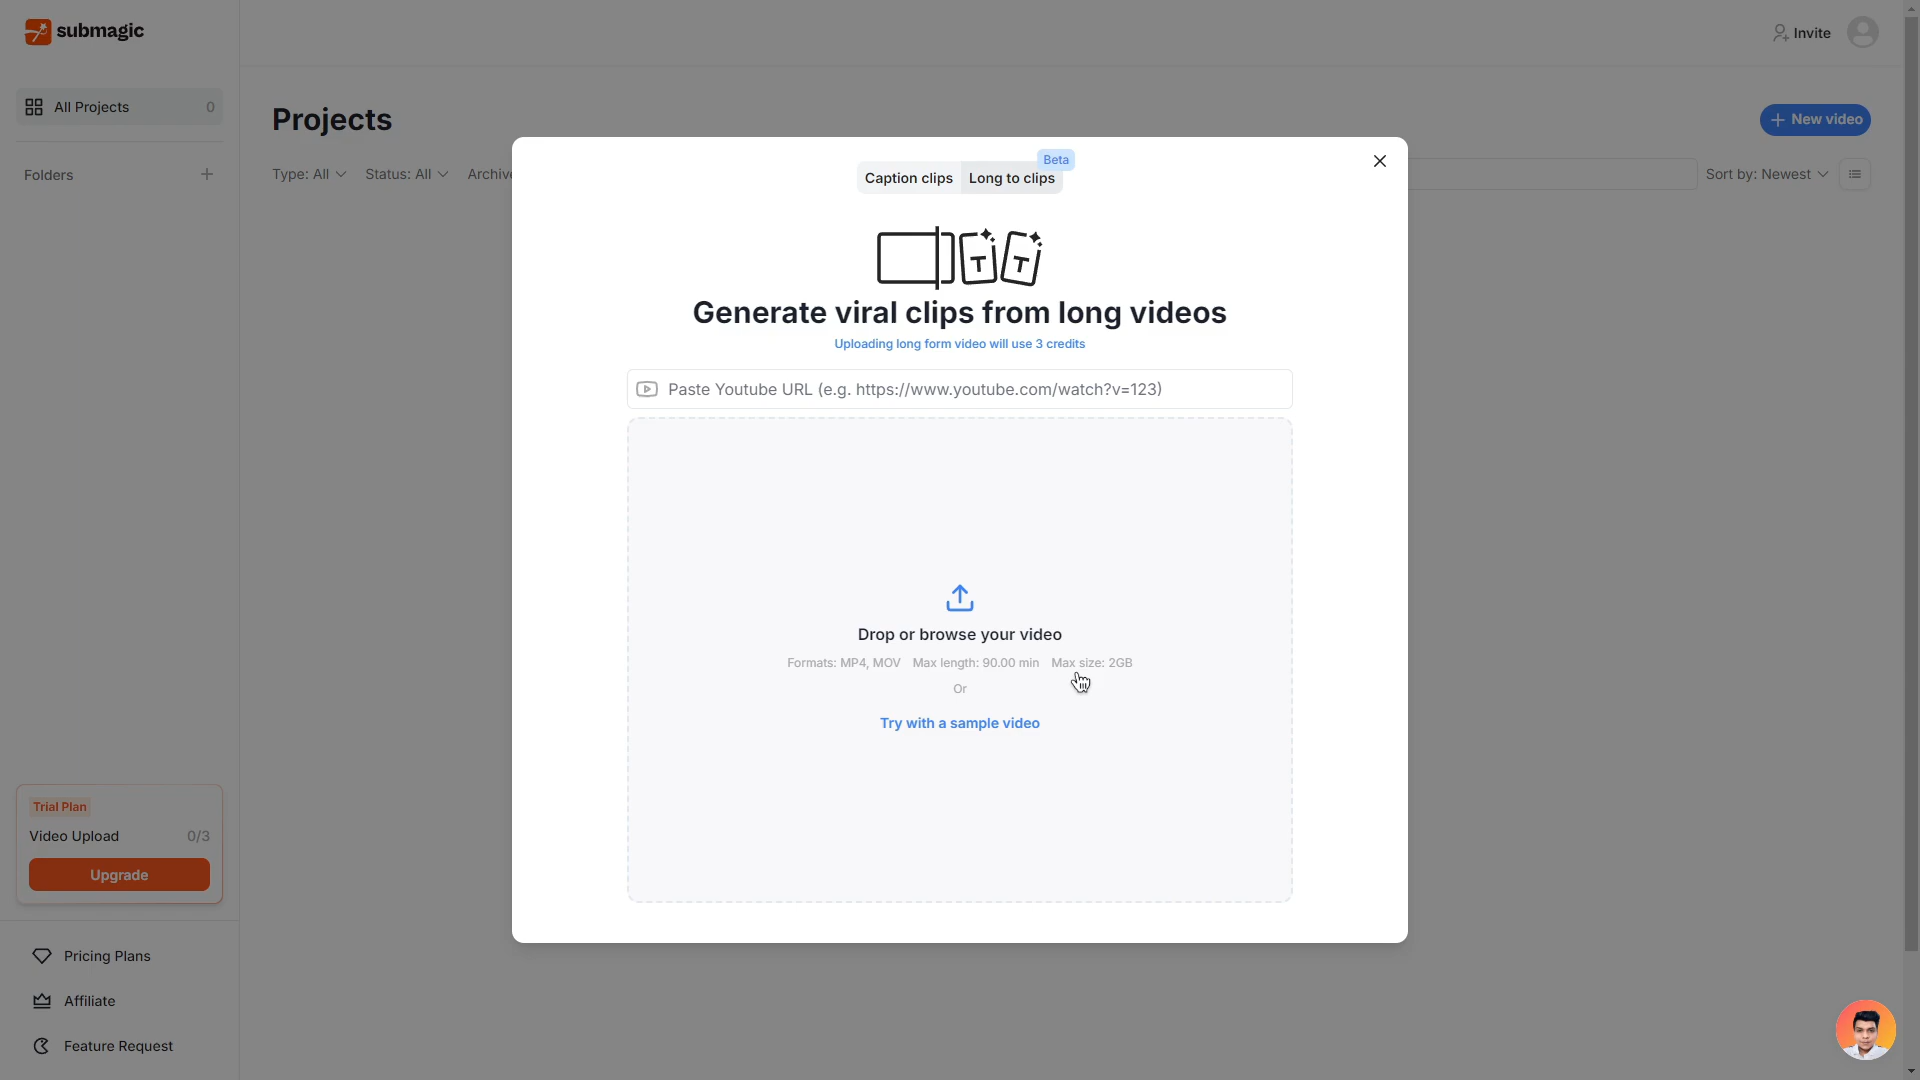 submagic
Invite
All Projects 0
Projects
New video
Folders
Type: All Status: All Archive
Sort by: Newest
Beta
Caption clips Long to clips
T T
Generate viral clips from long videos
Uploading long form video will use 3 credits
Paste Youtube URL (e.g. https://www.youtube.com/watch?v=123)
Drop or browse your video
Formats: MP4, MOV Max length: 90.00 min Max size: 2GB
Or
Try with a sample video
Trial Plan
Video Upload 0/3
Upgrade
Pricing Plans
Affiliate
Feature Request